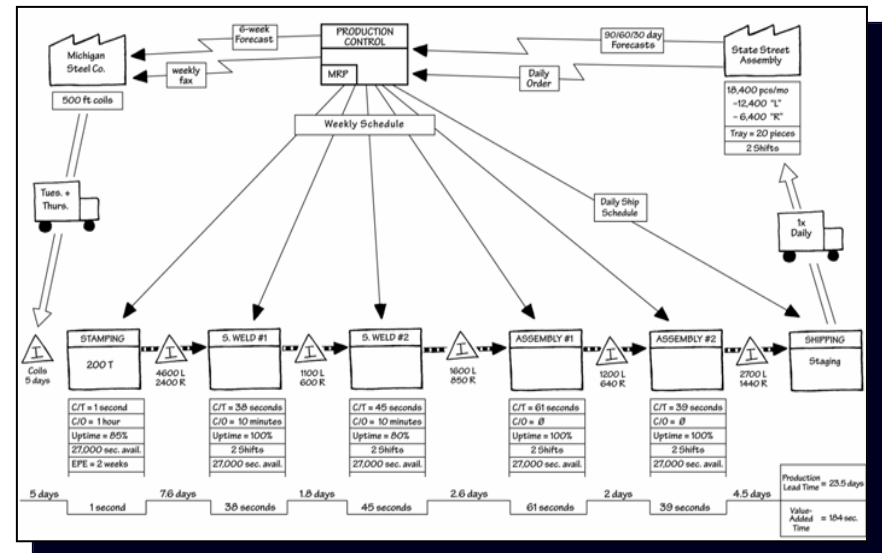 Michigan
Steel Co.
500 ft coils
6-week
Forecast
weekly
fax
PRODUCTION
CONTROL
MRP
90/60/30 day
Forecasts
Daily
Order
State Street
Assembly
18,400 pcs/mo
-12,400 "L"
- 6,400 "R"
Tray = 20 pieces
2 Shifts
Weekly Schedule
Tues. +
Thurs.
Daily Ship
Schedule
1x
Daily
I
Coils
5 days
STAMPING
200 T
I
4600 L
2400 R
S. WELD #1
I
1100 L
600 R
S. WELD #2
I
1600 L
850 R
ASSEMBLY #1
I
1200 L
640 R
ASSEMBLY #2
I
2700 L
1440 R
SHIPPING
Staging
C/T = 1 second
C/O = 1 hour
Uptime = 85%
27,000 sec. avail.
EPE = 2 weeks
C/T = 38 seconds
C/O = 10 minutes
Uptime = 100%
2 Shifts
27,000 sec. avail.
C/T = 45 seconds
C/O = 10 minutes
Uptime = 80%
2 Shifts
27,000 sec. avail.
C/T = 61 seconds
C/O = Ø
Uptime = 100%
2 Shifts
27,000 sec. avail.
C/T = 39 seconds
C/O = Ø
Uptime = 100%
2 Shifts
27,000 sec. avail.
5 days
1 second
7.6 days
38 seconds
1.8 days
45 seconds
2.6 days
61 seconds
2 days
39 seconds
4.5 days
Production
Lead Time = 23.5 days
Value-
Added = 184 sec.
Time